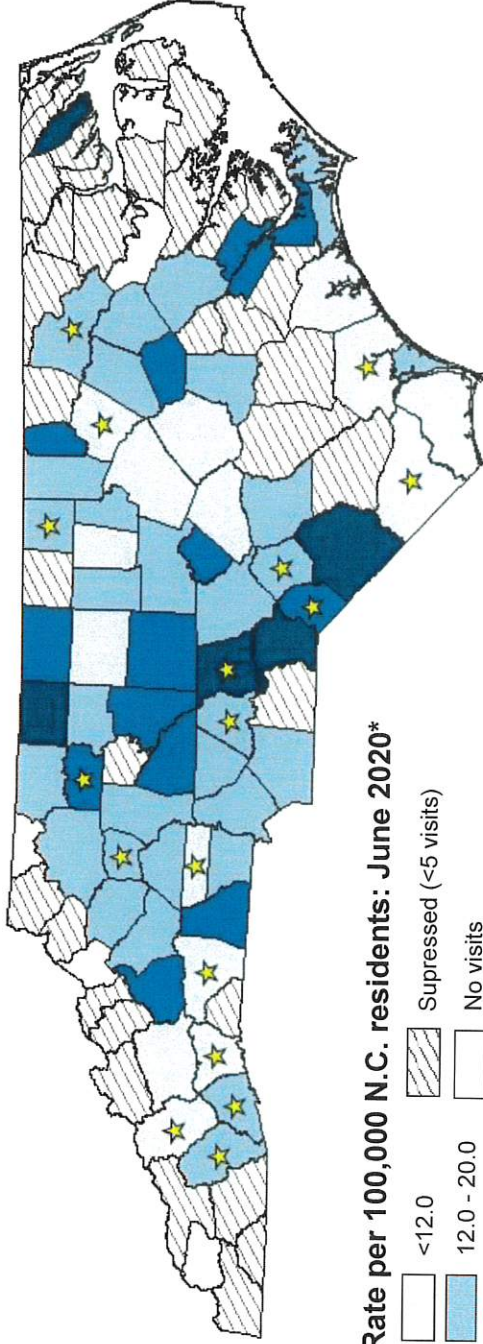 Rate per 100,000 N.C. residents: June 2020*
<12.0
12.0 - 20.0
Supressed (<5 visits)
No visits